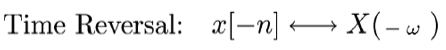 Time Reversal: x[−n] ⟷ X(−ω)